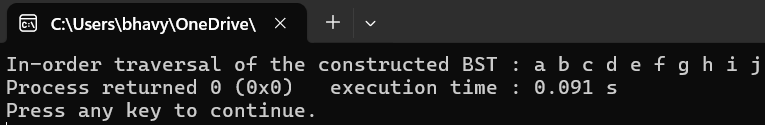 C:\Users\bhavy\OneDrive\
In-order traversal of the constructed BST : a b c d e f g h i j
Process returned 0 (0x0)   execution time : 0.091 s
Press any key to continue.